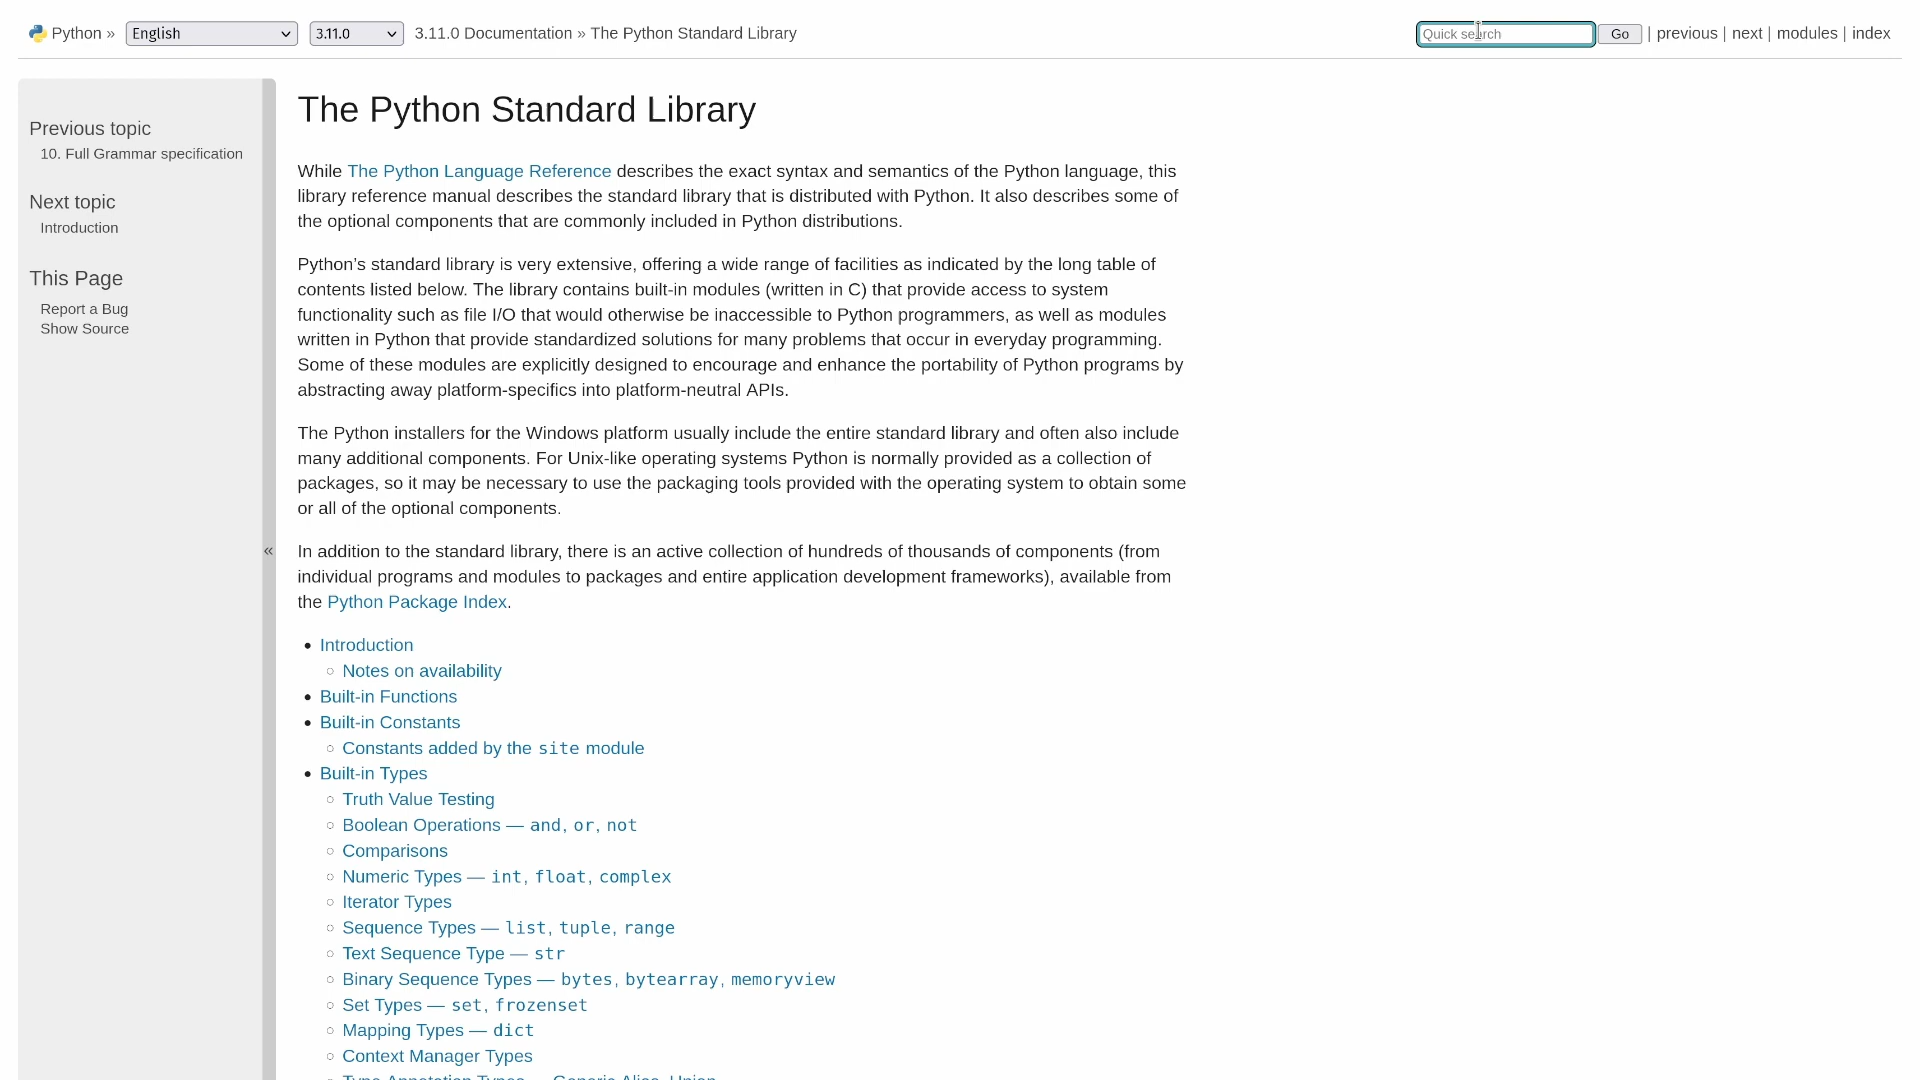 Python » English 3.11.0 3.11.0 Documentation » The Python Standard Library Quick search Go | previous | next | modules | index
Previous topic
10. Full Grammar specification
Next topic
Introduction
This Page
Report a Bug
Show Source
«
The Python Standard Library
While The Python Language Reference describes the exact syntax and semantics of the Python language, this
library reference manual describes the standard library that is distributed with Python. It also describes some of
the optional components that are commonly included in Python distributions.
Python’s standard library is very extensive, offering a wide range of facilities as indicated by the long table of
contents listed below. The library contains built-in modules (written in C) that provide access to system
functionality such as file I/O that would otherwise be inaccessible to Python programmers, as well as modules
written in Python that provide standardized solutions for many problems that occur in everyday programming.
Some of these modules are explicitly designed to encourage and enhance the portability of Python programs by
abstracting away platform-specifics into platform-neutral APIs.
The Python installers for the Windows platform usually include the entire standard library and often also include
many additional components. For Unix-like operating systems Python is normally provided as a collection of
packages, so it may be necessary to use the packaging tools provided with the operating system to obtain some
or all of the optional components.
In addition to the standard library, there is an active collection of hundreds of thousands of components (from
individual programs and modules to packages and entire application development frameworks), available from
the Python Package Index.
• Introduction
○ Notes on availability
• Built-in Functions
• Built-in Constants
○ Constants added by the site module
• Built-in Types
○ Truth Value Testing
○ Boolean Operations — and, or, not
○ Comparisons
○ Numeric Types — int, float, complex
○ Iterator Types
○ Sequence Types — list, tuple, range
○ Text Sequence Type — str
○ Binary Sequence Types — bytes, bytearray, memoryview
○ Set Types — set, frozenset
○ Mapping Types — dict
○ Context Manager Types
○ Type Annotation Types — Generic Alias, Union